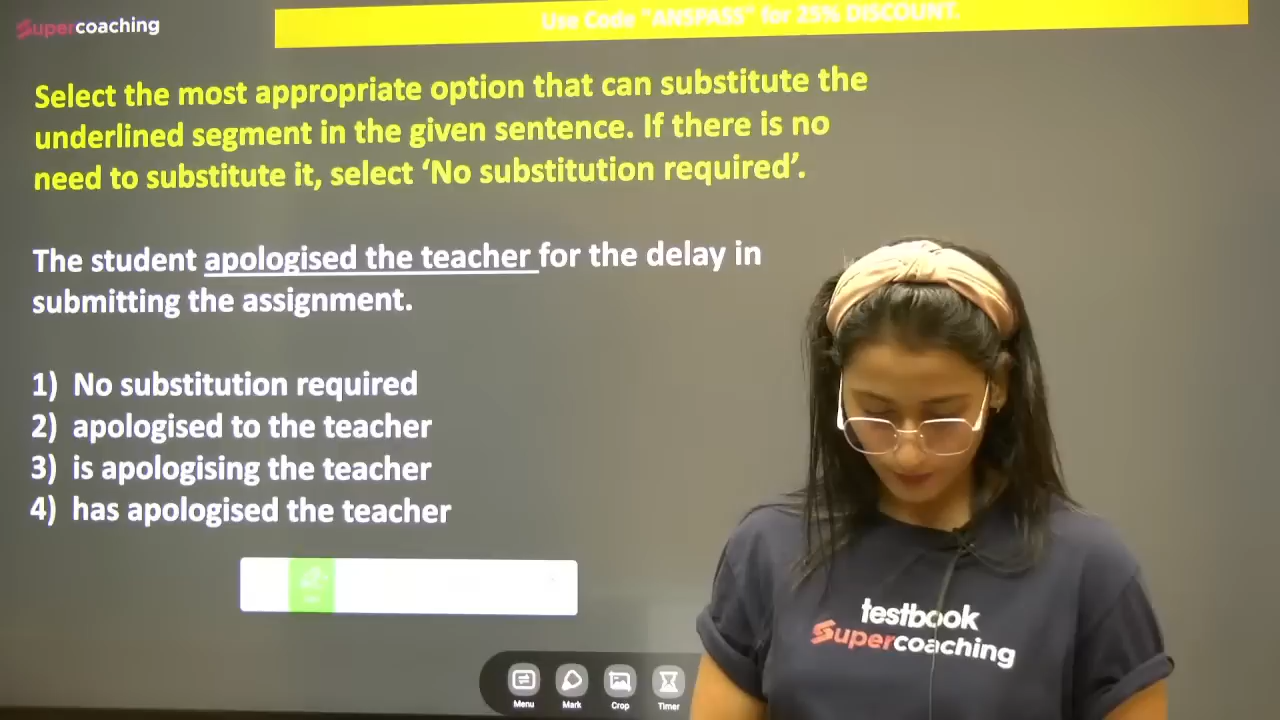 Supercoaching
Use Code "ANSPASS" for 25% DISCOUNT.
Select the most appropriate option that can substitute the
underlined segment in the given sentence. If there is no
need to substitute it, select ‘No substitution required’.
The student apologised the teacher for the delay in
submitting the assignment.
1) No substitution required
2) apologised to the teacher
3) is apologising the teacher
4) has apologised the teacher
testbook
Supercoaching
Menu Mark Crop Timer